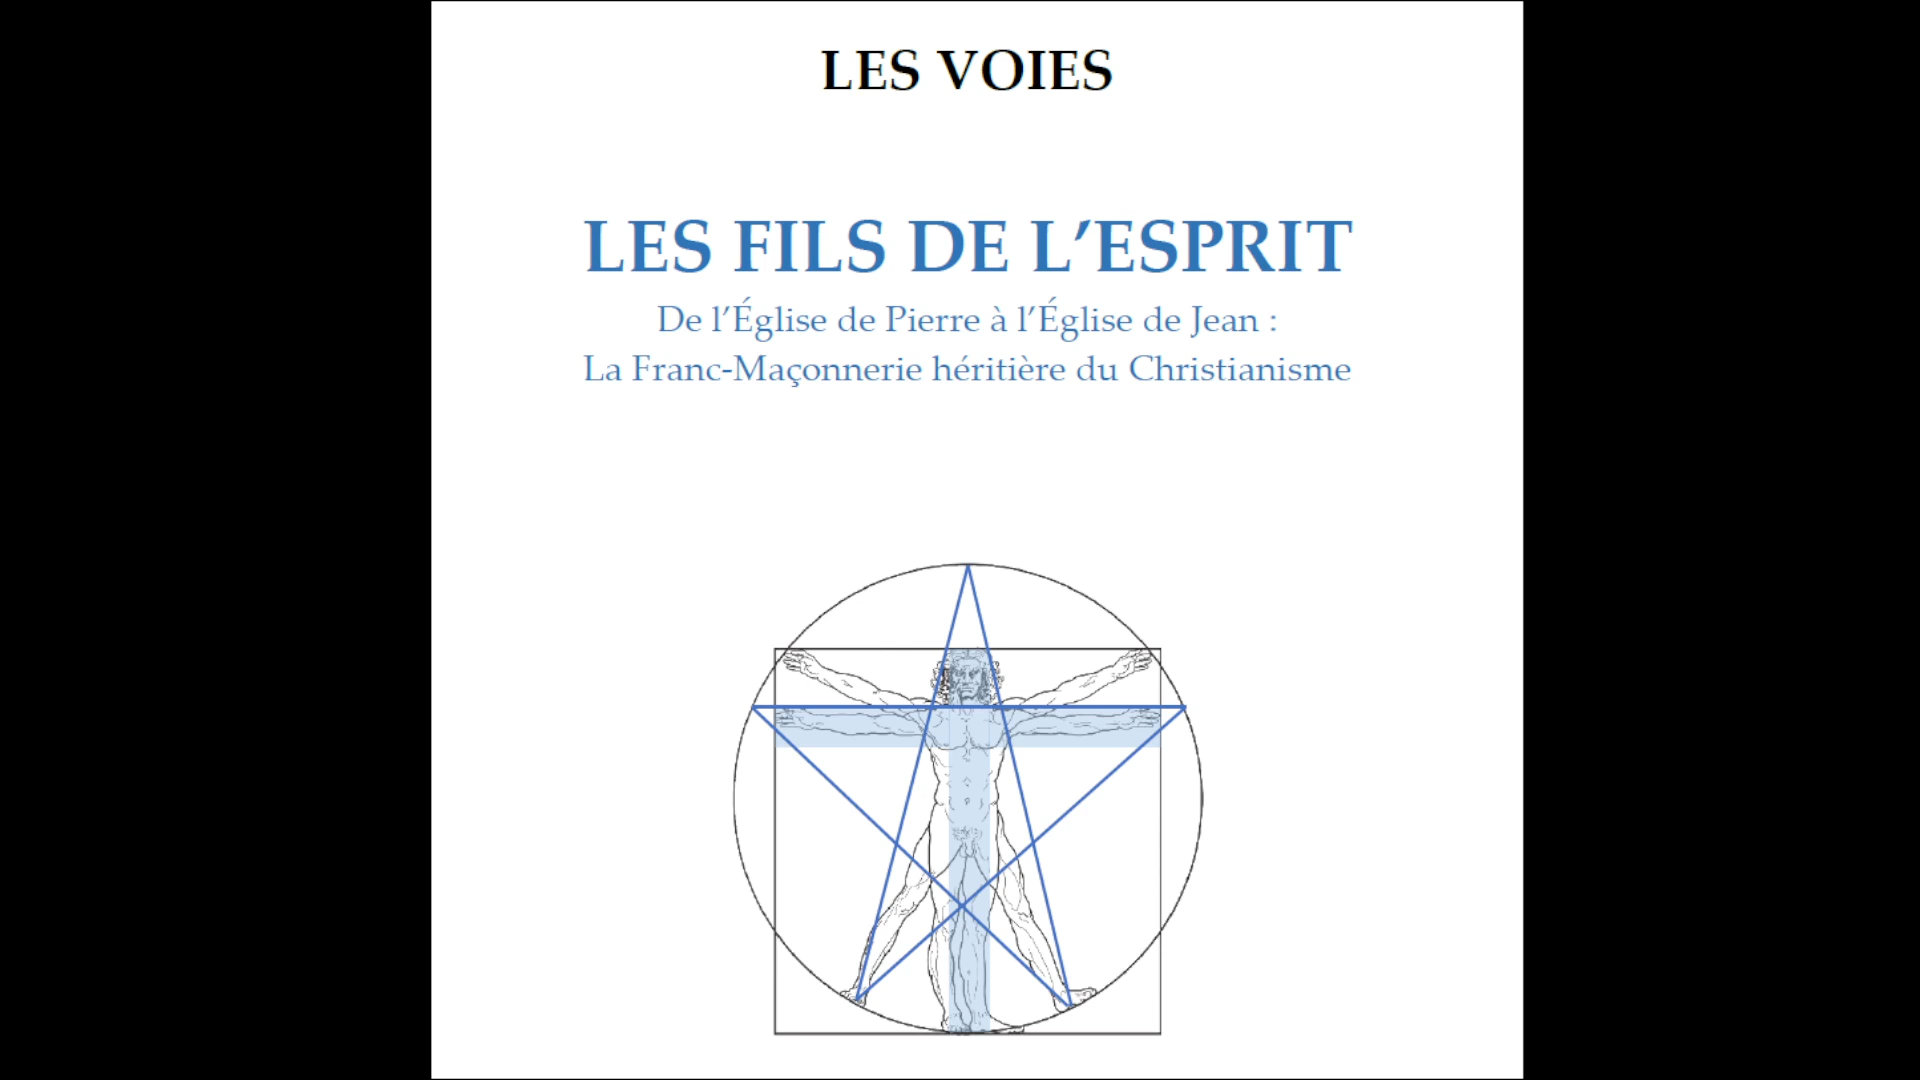 LES VOIES
LES FILS DE L’ESPRIT
De l’Église de Pierre à l’Église de Jean :
La Franc-Maçonnerie héritière du Christianisme